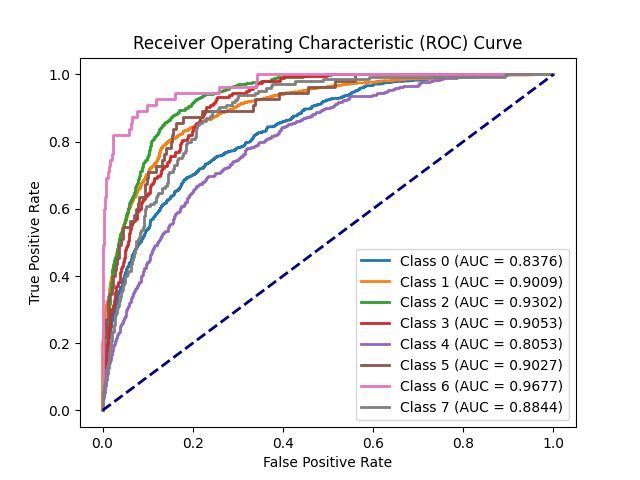 Receiver Operating Characteristic (ROC) Curve
True Positive Rate
1.0
0.8
0.6
0.4
0.2
0.0
Class 0 (AUC = 0.8376)
Class 1 (AUC = 0.9009)
Class 2 (AUC = 0.9302)
Class 3 (AUC = 0.9053)
Class 4 (AUC = 0.8053)
Class 5 (AUC = 0.9027)
Class 6 (AUC = 0.9677)
Class 7 (AUC = 0.8844)
0.0 0.2 0.4 0.6 0.8 1.0
False Positive Rate